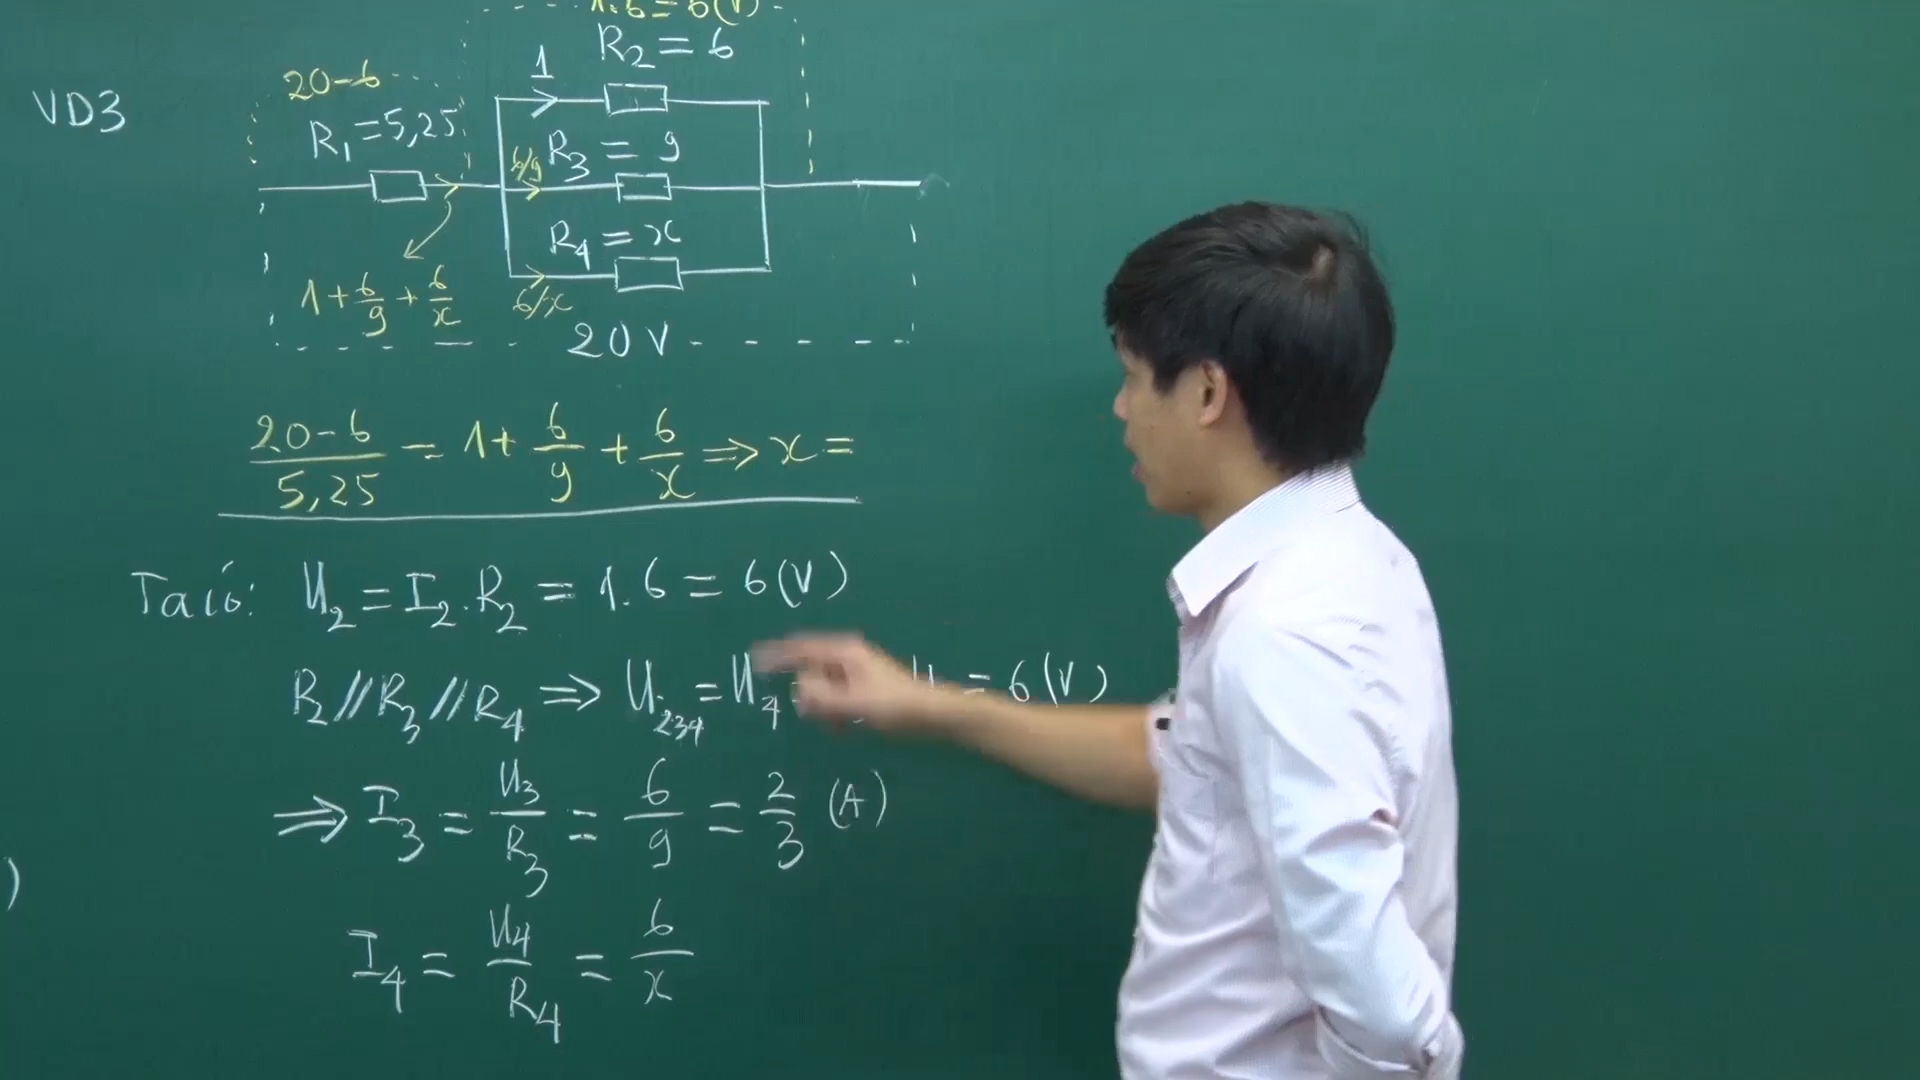 1.6=6(V)
R2 = 6
1
20-6
VD3
R1=5,25
6/9
R3 = 9
R4 = x
6/x
1+6/9+6/x
20V
(20-6)/5,25 = 1+ 6/9 + 6/x => x =
Ta có: U2 = I2.R2 = 1.6 = 6(V)
R2//R3//R4 => U234 = U4 = 6(V)
=> I3 = U3/R3 = 6/9 = 2/3 (A)
)
I4 = U4/R4 = 6/x